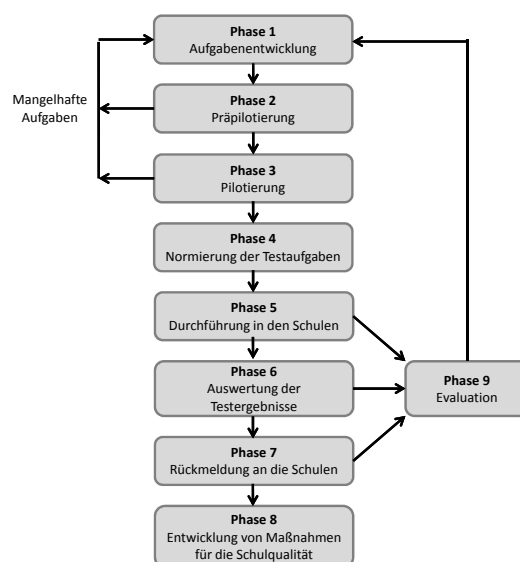 Phase 1
Aufgabenentwicklung
Mangelhafte
Aufgaben
Phase 2
Präpilotierung
Phase 3
Pilotierung
Phase 4
Normierung der Testaufgaben
Phase 5
Durchführung in den Schulen
Phase 6
Auswertung der
Testergebnisse
Phase 9
Evaluation
Phase 7
Rückmeldung an die Schulen
Phase 8
Entwicklung von Maßnahmen
für die Schulqualität